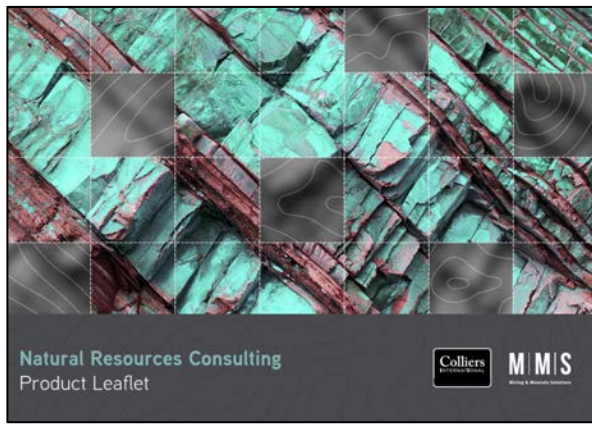 Natural Resources Consulting
Product Leaflet
Colliers
INTERNATIONAL
M|M|S
Mining & Minerals Solutions